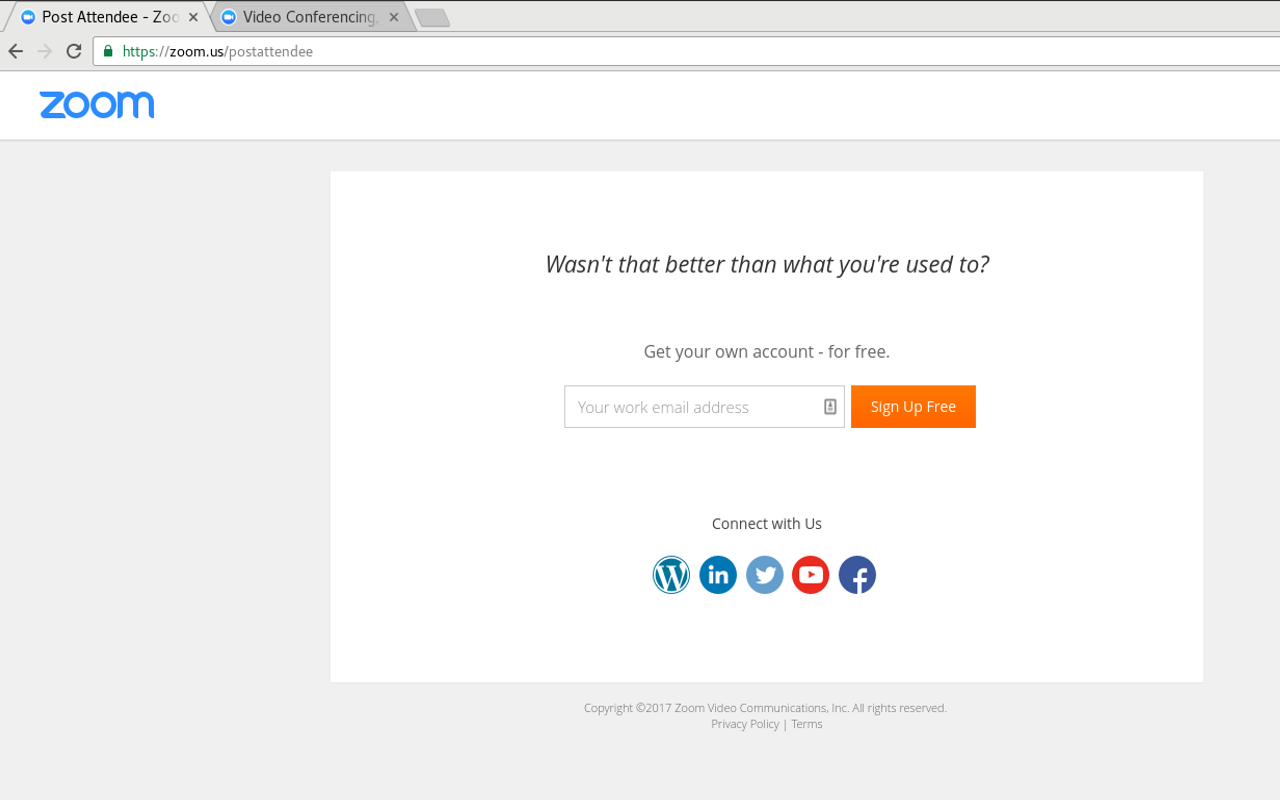 Post Attendee - Zoo
Video Conferencing,
https://zoom.us/postattendee
zoom
Wasn't that better than what you're used to?
Get your own account - for free.
Your work email address
Sign Up Free
Connect with Us
in
Copyright ©2017 Zoom Video Communications, Inc. All rights reserved.
Privacy Policy | Terms